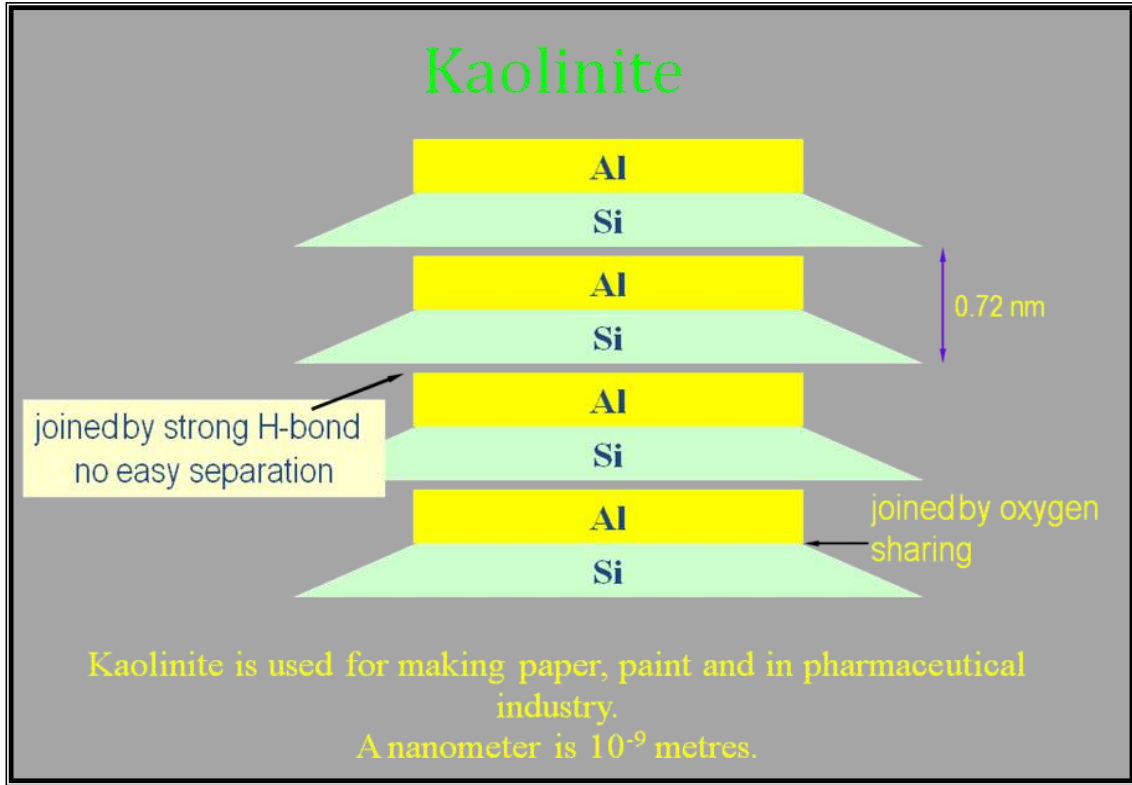 Kaolinite
Al
Si
Al
Si
0.72 nm
joined by strong H-bond
no easy separation
Al
Si
Al
Si
joined by oxygen
sharing
Kaolinite is used for making paper, paint and in pharmaceutical
industry.
A nanometer is 10⁻⁹ metres.